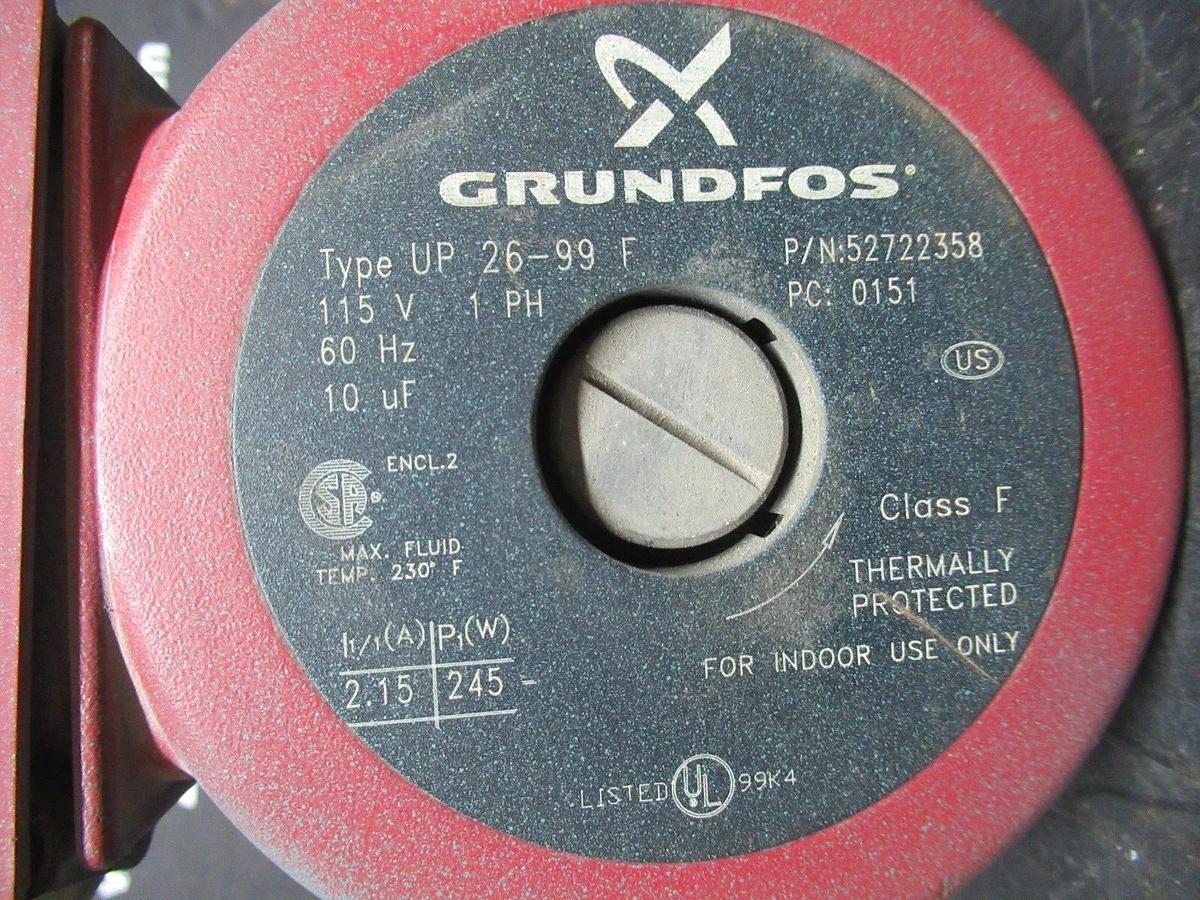 GRUNDFOS®
Type UP 26-99 F
P/N:52722358
115 V 1 PH
PC: 0151
60 Hz
US
10 uF
ENCL.2
SA®
MAX. FLUID
TEMP. 230° F
Class F
THERMALLY
PROTECTED
I1/1(A) P1(W)
2.15 245 -
FOR INDOOR USE ONLY
LISTED UL 99K4